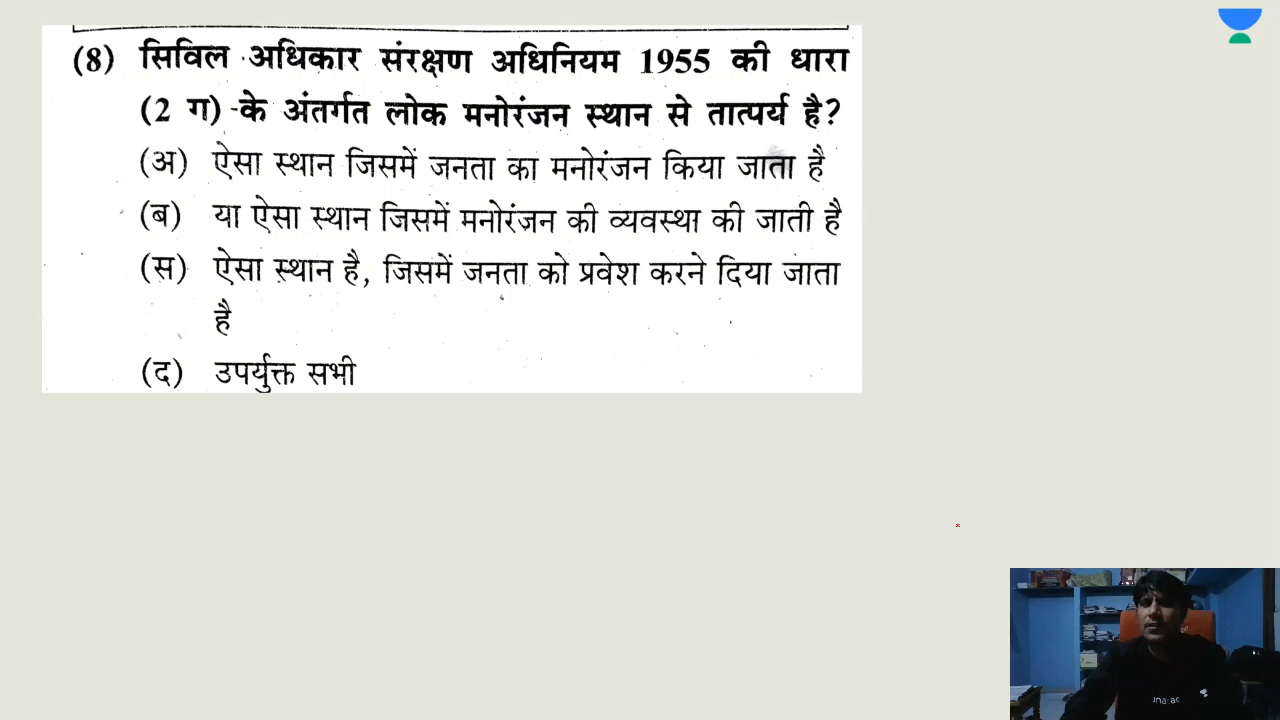 (8) सिविल अधिकार संरक्षण अधिनियम 1955 की धारा
(2 ग) के अंतर्गत लोक मनोरंजन स्थान से तात्पर्य है?
(अ) ऐसा स्थान जिसमें जनता का मनोरंजन किया जाता है
(ब) या ऐसा स्थान जिसमें मनोरंजन की व्यवस्था की जाती है
(स) ऐसा स्थान है, जिसमें जनता को प्रवेश करने दिया जाता
है
(द) उपर्युक्त सभी